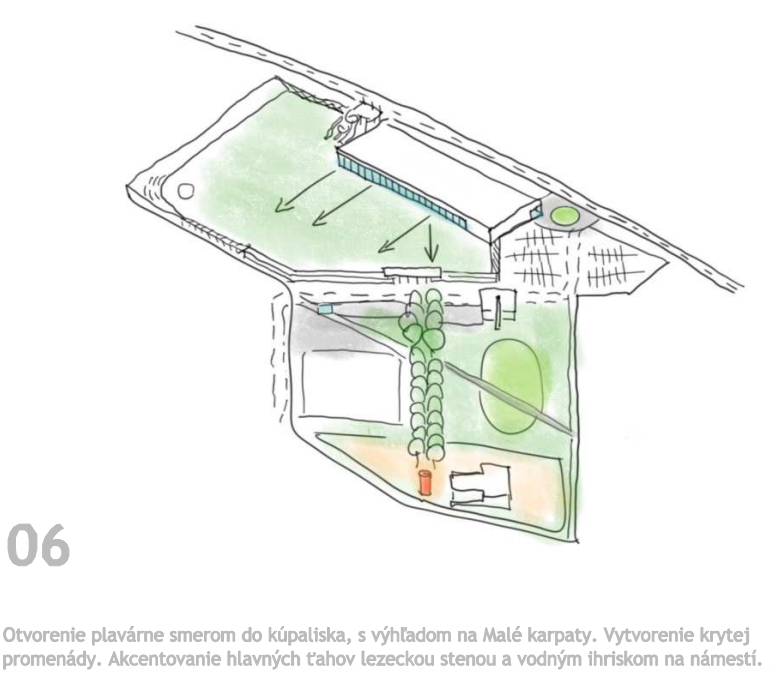 06
Otvorenie plavárne smerom do kúpaliska, s výhľadom na Malé karpaty. Vytvorenie krytej
promenády. Akcentovanie hlavných ťahov lezeckou stenou a vodným ihriskom na námestí.